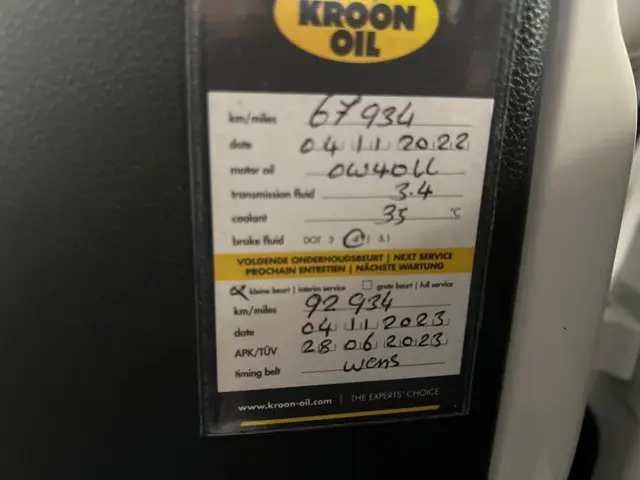 KROON
OIL
km/miles 67934
date 04 11 2022
motor oil 0W40LL
transmission fluid 3.4
coolant 35 °C
brake fluid DOT 3 4 5.1
VOLGENDE ONDERHOUDSBEURT | NEXT SERVICE
PROCHAIN ENTRETIEN | NÄCHSTE WARTUNG
kleine beurt | interim service grote beurt | full service
km/miles 92934
date 04 11 2023
APK/TÜV 28 06 2023
timing belt wens
www.kroon-oil.com | THE EXPERTS' CHOICE